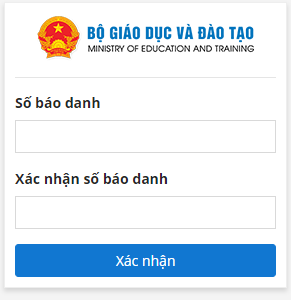 BỘ GIÁO DỤC VÀ ĐÀO TẠO
MINISTRY OF EDUCATION AND TRAINING
Số báo danh
Xác nhận số báo danh
Xác nhận